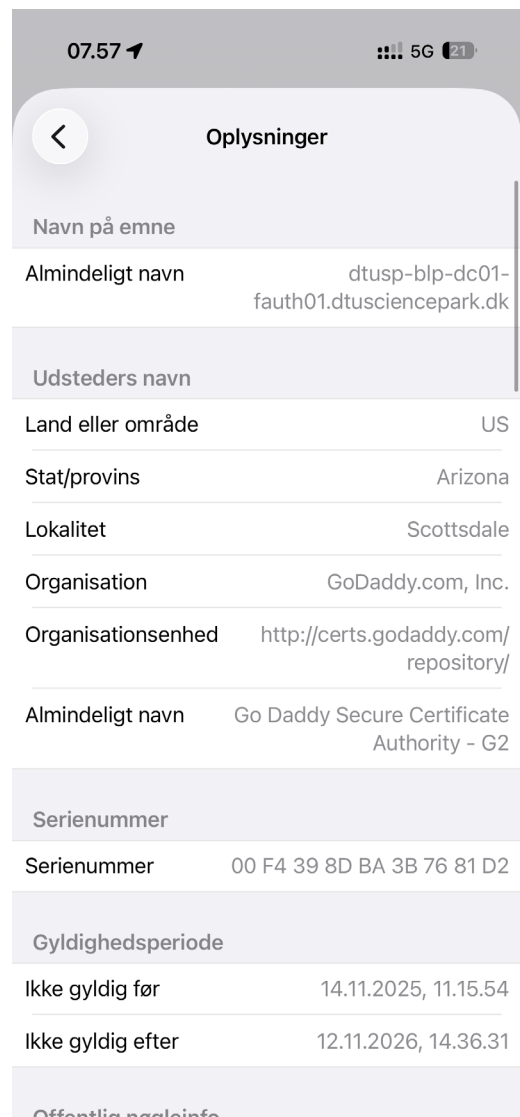 07.57
5G
21
Oplysninger
Navn på emne
Almindeligt navn
dtusp-blp-dc01-
fauth01.dtusciencepark.dk
Udsteders navn
Land eller område
US
Stat/provins
Arizona
Lokalitet
Scottsdale
Organisation
GoDaddy.com, Inc.
Organisationsenhed
http://certs.godaddy.com/
repository/
Almindeligt navn
Go Daddy Secure Certificate
Authority - G2
Serienummer
Serienummer
00 F4 39 8D BA 3B 76 81 D2
Gyldighedsperiode
Ikke gyldig før
14.11.2025, 11.15.54
Ikke gyldig efter
12.11.2026, 14.36.31
Offentlig nøgleinfo